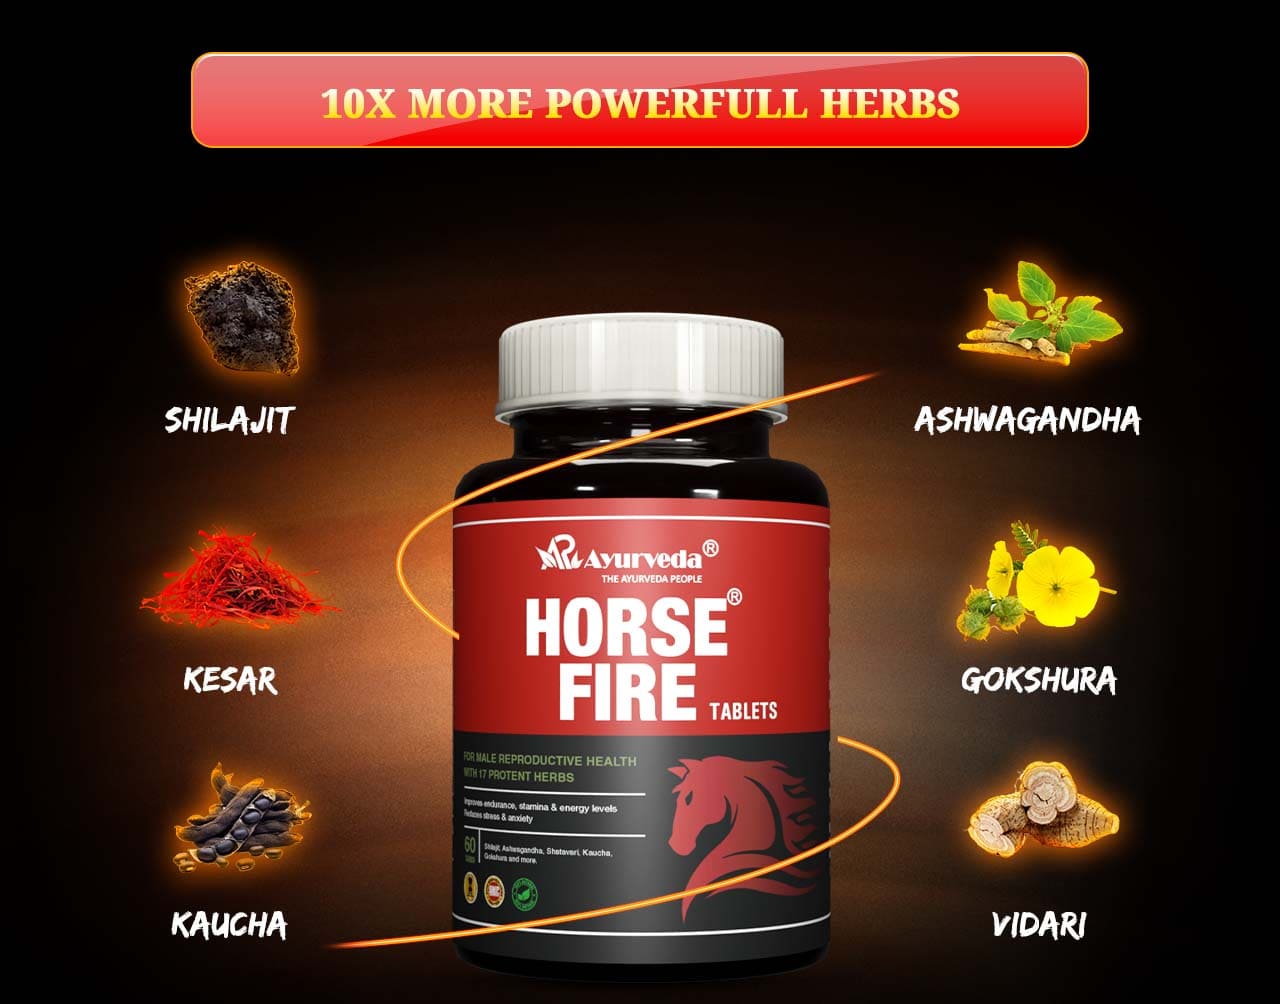 10X MORE POWERFULL HERBS
SHILAJIT
ASHWAGANDHA
KESAR
GOKSHURA
KAUCHA
VIDARI
Ayurveda®
THE AYURVEDA PEOPLE
HORSE®
FIRE TABLETS
FOR MALE REPRODUCTIVE HEALTH
WITH 17 PROTENT HERBS
Improves endurance, stamina & energy levels
Reduces stress & anxiety
60
Shilajit, Ashwagandha, Shatavari, Kaucha,
Gokshura and more.